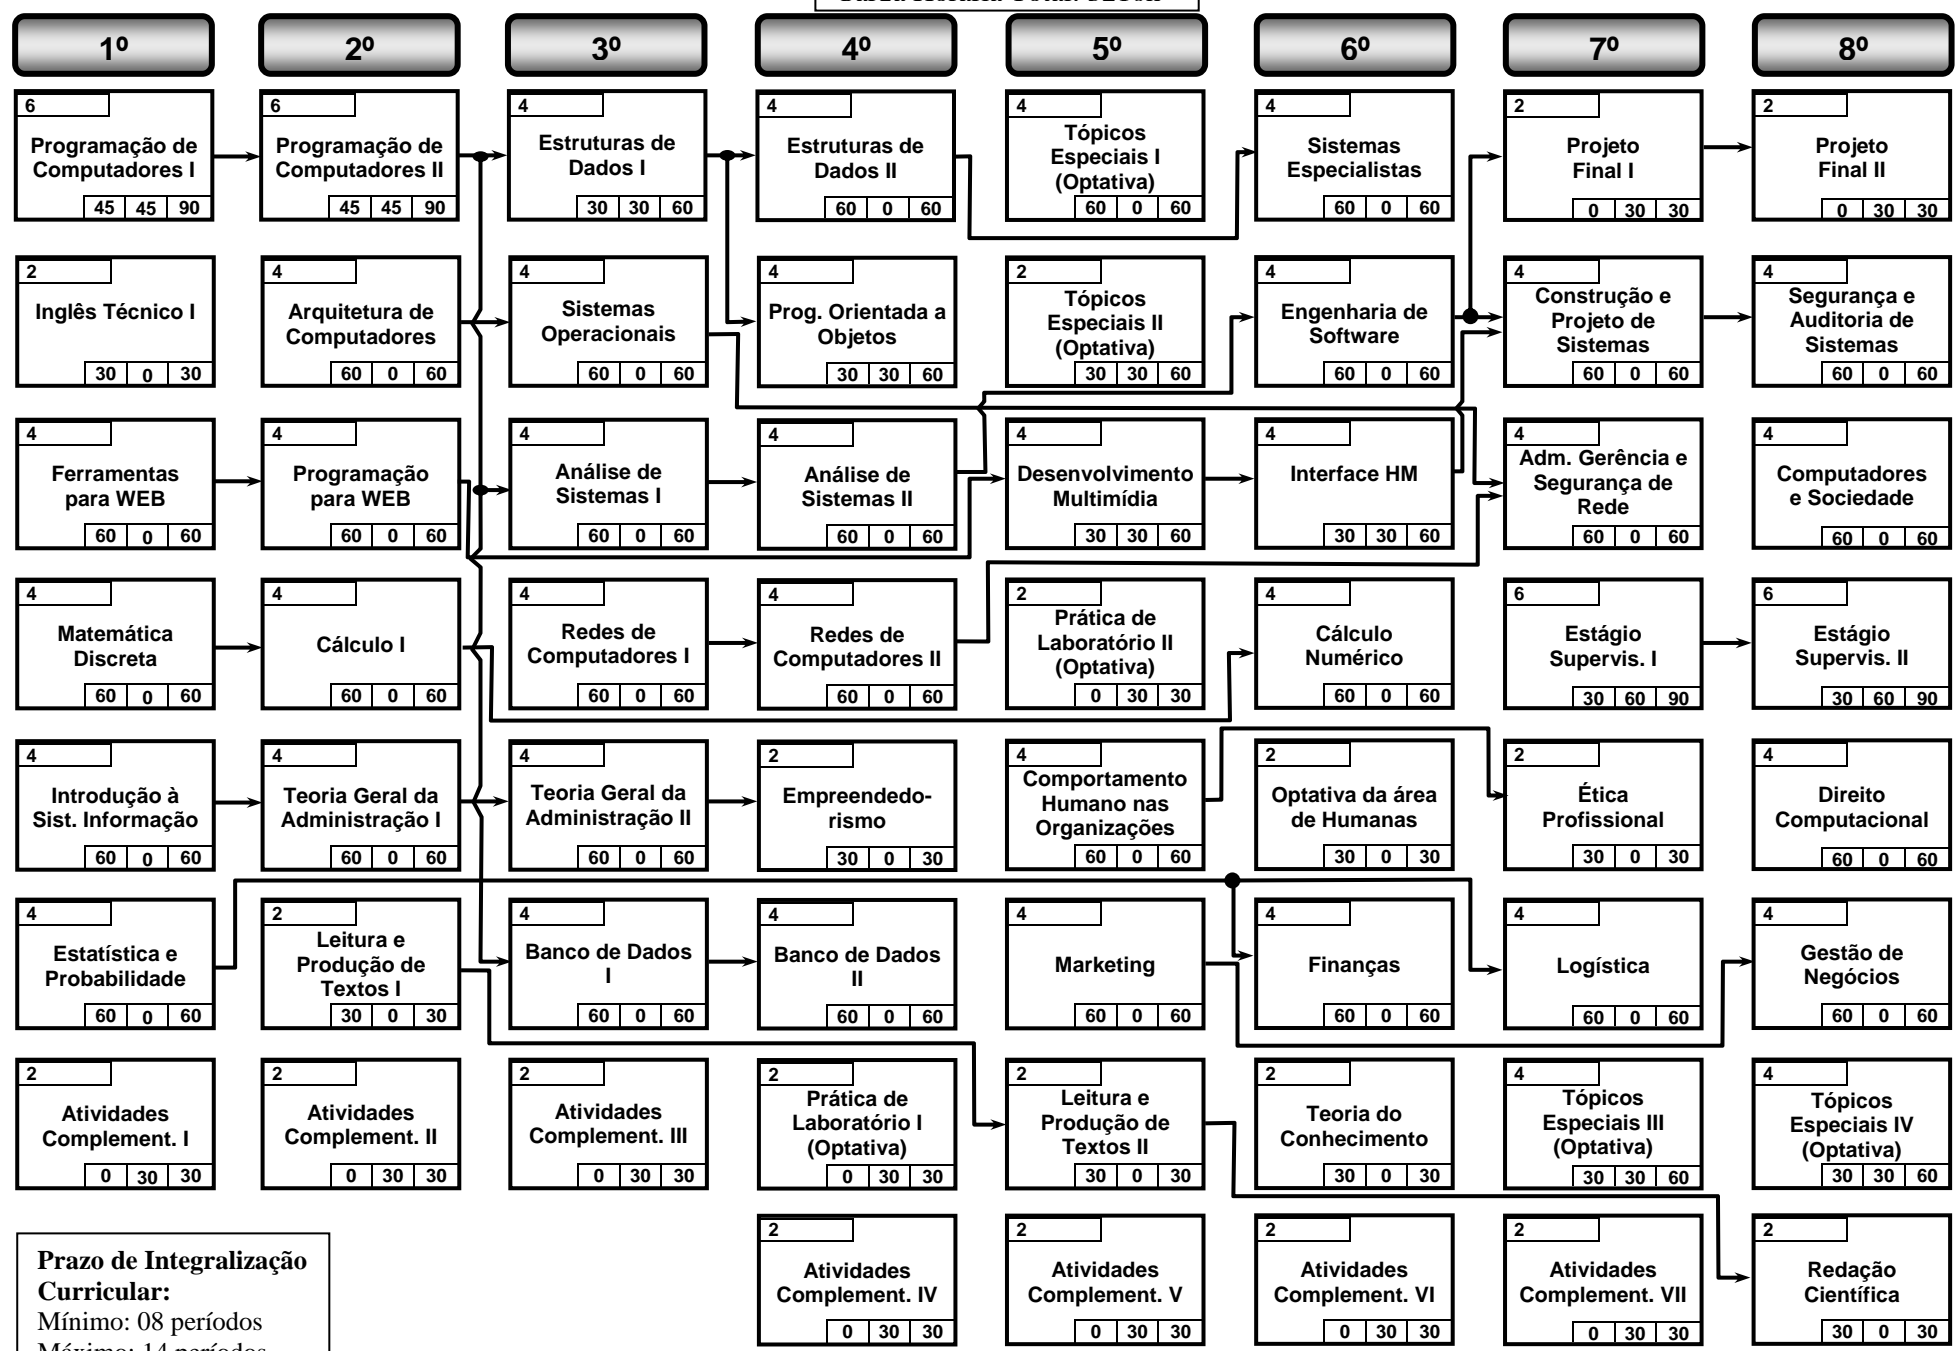 1º
2º
3º
4º
5º
6º
7º
8º
6
Programação de
Computadores I
45 45 90
6
Programação de
Computadores II
45 45 90
4
Estruturas de
Dados I
30 30 60
4
Estruturas de
Dados II
60 0 60
4
Tópicos
Especiais I
(Optativa)
60 0 60
4
Sistemas
Especialistas
60 0 60
2
Projeto
Final I
0 30 30
2
Projeto
Final II
0 30 30
2
Inglês Técnico I
30 0 30
4
Arquitetura de
Computadores
60 0 60
4
Sistemas
Operacionais
60 0 60
4
Prog. Orientada a
Objetos
30 30 60
2
Tópicos
Especiais II
(Optativa)
30 30 60
4
Engenharia de
Software
60 0 60
4
Construção e
Projeto de
Sistemas
60 0 60
4
Segurança e
Auditoria de
Sistemas
60 0 60
4
Ferramentas
para WEB
60 0 60
4
Programação
para WEB
60 0 60
4
Análise de
Sistemas I
60 0 60
4
Análise de
Sistemas II
60 0 60
4
Desenvolvimento
Multimídia
30 30 60
4
Interface HM
30 30 60
4
Adm. Gerência e
Segurança de
Rede
60 0 60
4
Computadores
e Sociedade
60 0 60
4
Matemática
Discreta
60 0 60
4
Cálculo I
60 0 60
4
Redes de
Computadores I
60 0 60
4
Redes de
Computadores II
60 0 60
2
Prática de
Laboratório II
(Optativa)
0 30 30
4
Cálculo
Numérico
60 0 60
6
Estágio
Supervis. I
30 60 90
6
Estágio
Supervis. II
30 60 90
4
Introdução à
Sist. Informação
60 0 60
4
Teoria Geral da
Administração I
60 0 60
4
Teoria Geral da
Administração II
60 0 60
2
Empreendedo-
rismo
30 0 30
4
Comportamento
Humano nas
Organizações
60 0 60
2
Optativa da área
de Humanas
30 0 30
2
Ética
Profissional
30 0 30
4
Direito
Computacional
60 0 60
4
Estatística e
Probabilidade
60 0 60
2
Leitura e
Produção de
Textos I
30 0 30
4
Banco de Dados
I
60 0 60
4
Banco de Dados
II
60 0 60
4
Marketing
60 0 60
4
Finanças
60 0 60
4
Logística
60 0 60
4
Gestão de
Negócios
60 0 60
2
Atividades
Complement. I
0 30 30
2
Atividades
Complement. II
0 30 30
2
Atividades
Complement. III
0 30 30
2
Prática de
Laboratório I
(Optativa)
0 30 30
2
Leitura e
Produção de
Textos II
30 0 30
2
Teoria do
Conhecimento
30 0 30
4
Tópicos
Especiais III
(Optativa)
30 30 60
4
Tópicos
Especiais IV
(Optativa)
30 30 60
2
Atividades
Complement. IV
0 30 30
2
Atividades
Complement. V
0 30 30
2
Atividades
Complement. VI
0 30 30
2
Atividades
Complement. VII
0 30 30
2
Redação
Científica
30 0 30
Prazo de Integralização
Curricular:
Mínimo: 08 períodos
Máximo: 14 períodos